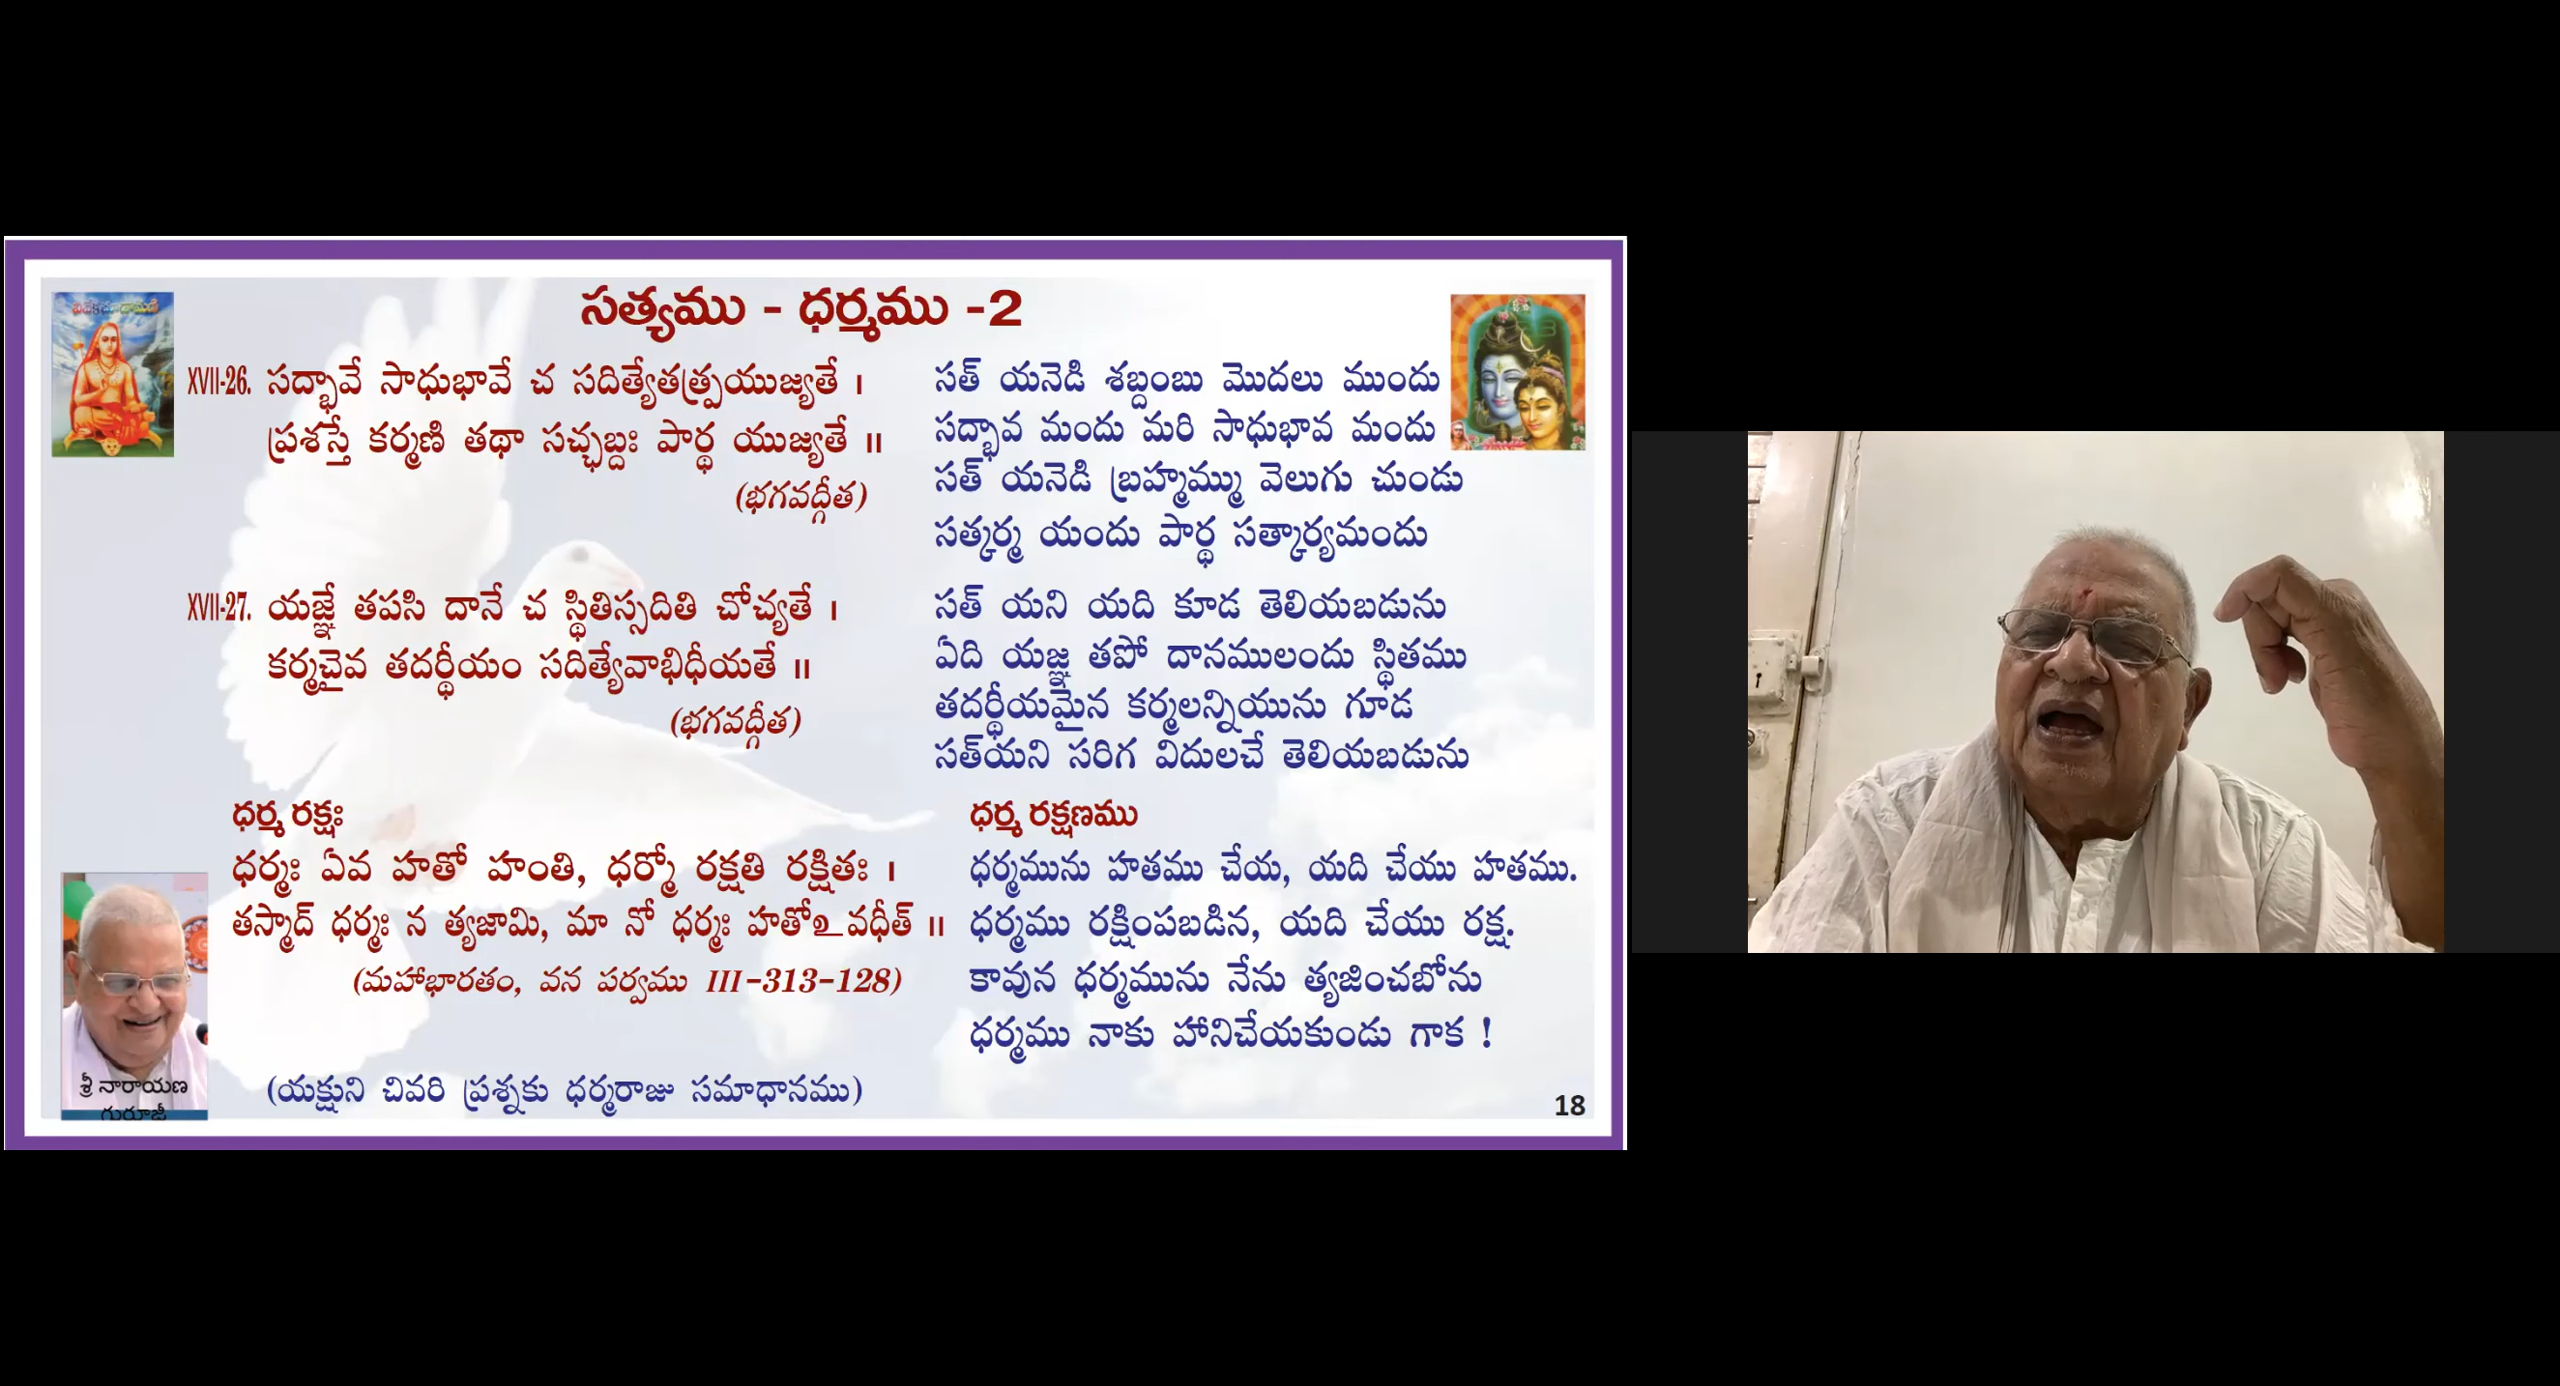 సత్యము - ధర్మము -2
వివేకచూడామణి
XVII-26. సద్భావే సాధుభావే చ సదిత్యేతత్ప్రయుజ్యతే ।
ప్రశస్తే కర్మణి తథా సచ్ఛబ్దః పార్థ యుజ్యతే ॥
(భగవద్గీత)
సత్ యనెడి శబ్దంబు మొదలు ముందు
సద్భావ మందు మరి సాధుభావ మందు
సత్ యనెడి బ్రహ్మమ్ము వెలుగు చుండు
సత్కర్మ యందు పార్థ సత్కార్యమందు
XVII-27. యజ్ఞే తపసి దానే చ స్థితిస్సదితి చోచ్యతే ।
కర్మచైవ తదర్థీయం సదిత్యేవాభిధీయతే ॥
(భగవద్గీత)
సత్ యని యది కూడ తెలియబడును
ఏది యజ్ఞ తపో దానములందు స్థితము
తదర్థీయమైన కర్మలన్నియును గూడ
సత్‌యని సరిగ విదులచే తెలియబడును
ధర్మ రక్షః
ధర్మః ఏవ హతో హంతి, ధర్మో రక్షతి రక్షితః ।
తస్మాద్ ధర్మః న త్యజామి, మా నో ధర్మః హతోఽవధీత్ ॥
(మహాభారతం, వన పర్వము III-313-128)
ధర్మ రక్షణము
ధర్మమును హతము చేయ, యది చేయు హతము.
ధర్మము రక్షింపబడిన, యది చేయు రక్ష.
కావున ధర్మమును నేను త్యజించబోను
ధర్మము నాకు హానిచేయకుండు గాక !
శ్రీ నారాయణ
గురూజీ
(యక్షుని చివరి ప్రశ్నకు ధర్మరాజు సమాధానము)
18